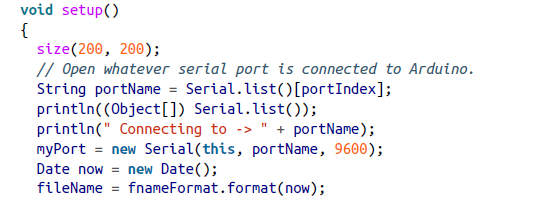 void setup()
{
  size(200, 200);
  // Open whatever serial port is connected to Arduino.
  String portName = Serial.list()[portIndex];
  println((Object[]) Serial.list());
  println(" Connecting to -> " + portName);
  myPort = new Serial(this, portName, 9600);
  Date now = new Date();
  fileName = fnameFormat.format(now);